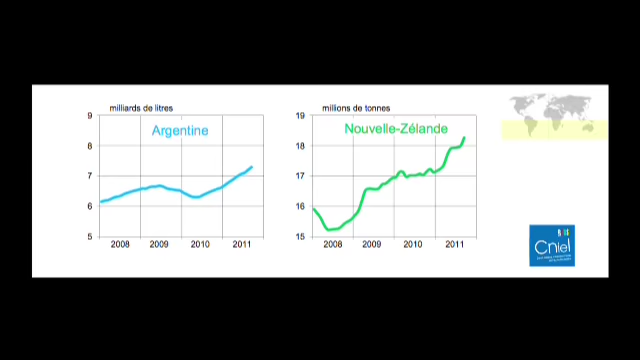 milliards de litres
Argentine
9
8
7
6
5
2008 2009 2010 2011
millions de tonnes
Nouvelle-Zélande
19
18
17
16
15
2008 2009 2010 2011
Cniel